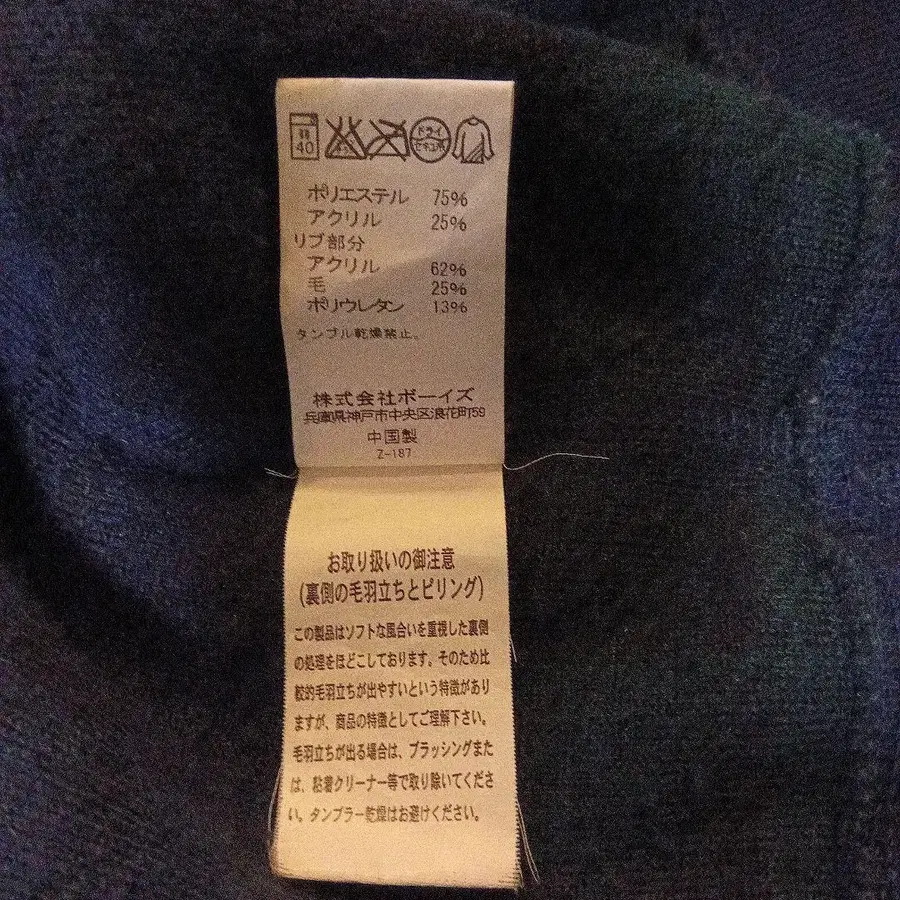 弱
40
ドライ
セキユ系
ポリエステル 75%
アクリル 25%
リブ部分
アクリル 62%
毛 25%
ポリウレタン 13%
タンブル乾燥禁止。
株式会社ボーイズ
兵庫県神戸市中央区浪花町59
中国製
Z-187
お取り扱いの御注意
(裏側の毛羽立ちとピリング)
この製品はソフトな風合いを重視した裏側
の処理をほどこしております。そのため比
較的毛羽立ちが出やすいという特徴があり
ますが、商品の特徴としてご理解下さい。
毛羽立ちが出る場合は、ブラッシングまた
は、粘着クリーナー等で取り除いてくださ
い。タンブラー乾燥はお避けください。